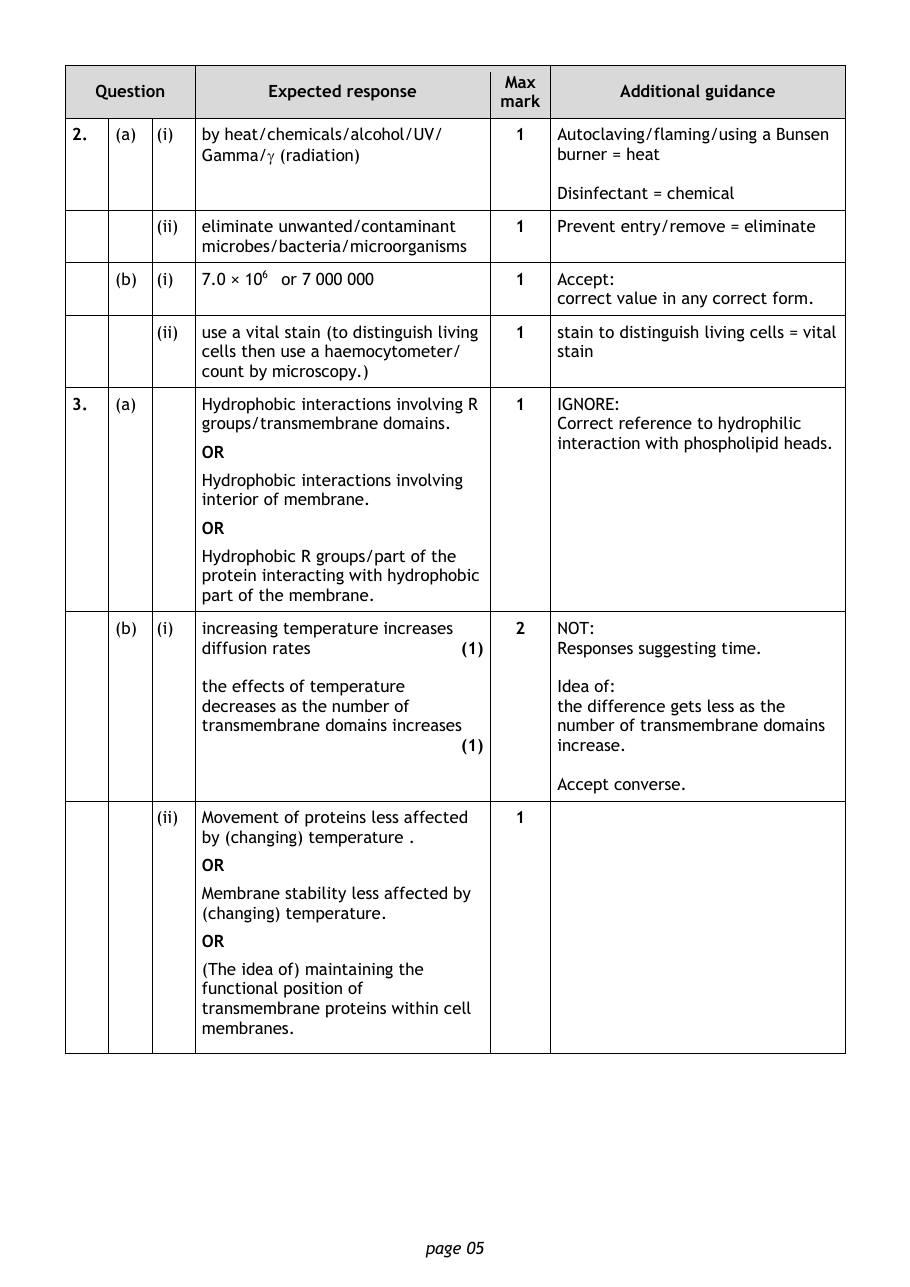 Question Expected response Max mark Additional guidance
2. (a) (i) by heat/chemicals/alcohol/UV/ 1 Autoclaving/flaming/using a Bunsen
Gamma/γ (radiation) burner = heat
Disinfectant = chemical
(ii) eliminate unwanted/contaminant 1 Prevent entry/remove = eliminate
microbes/bacteria/microorganisms
(b) (i) 7.0 × 10⁶ or 7 000 000 1 Accept:
correct value in any correct form.
(ii) use a vital stain (to distinguish living 1 stain to distinguish living cells = vital
cells then use a haemocytometer/ stain
count by microscopy.)
3. (a) Hydrophobic interactions involving R 1 IGNORE:
groups/transmembrane domains. Correct reference to hydrophilic
interaction with phospholipid heads.
OR
Hydrophobic interactions involving
interior of membrane.
OR
Hydrophobic R groups/part of the
protein interacting with hydrophobic
part of the membrane.
(b) (i) increasing temperature increases 2 NOT:
diffusion rates (1) Responses suggesting time.
the effects of temperature Idea of:
decreases as the number of the difference gets less as the
transmembrane domains increases number of transmembrane domains
(1) increase.
Accept converse.
(ii) Movement of proteins less affected 1
by (changing) temperature .
OR
Membrane stability less affected by
(changing) temperature.
OR
(The idea of) maintaining the
functional position of
transmembrane proteins within cell
membranes.
page 05